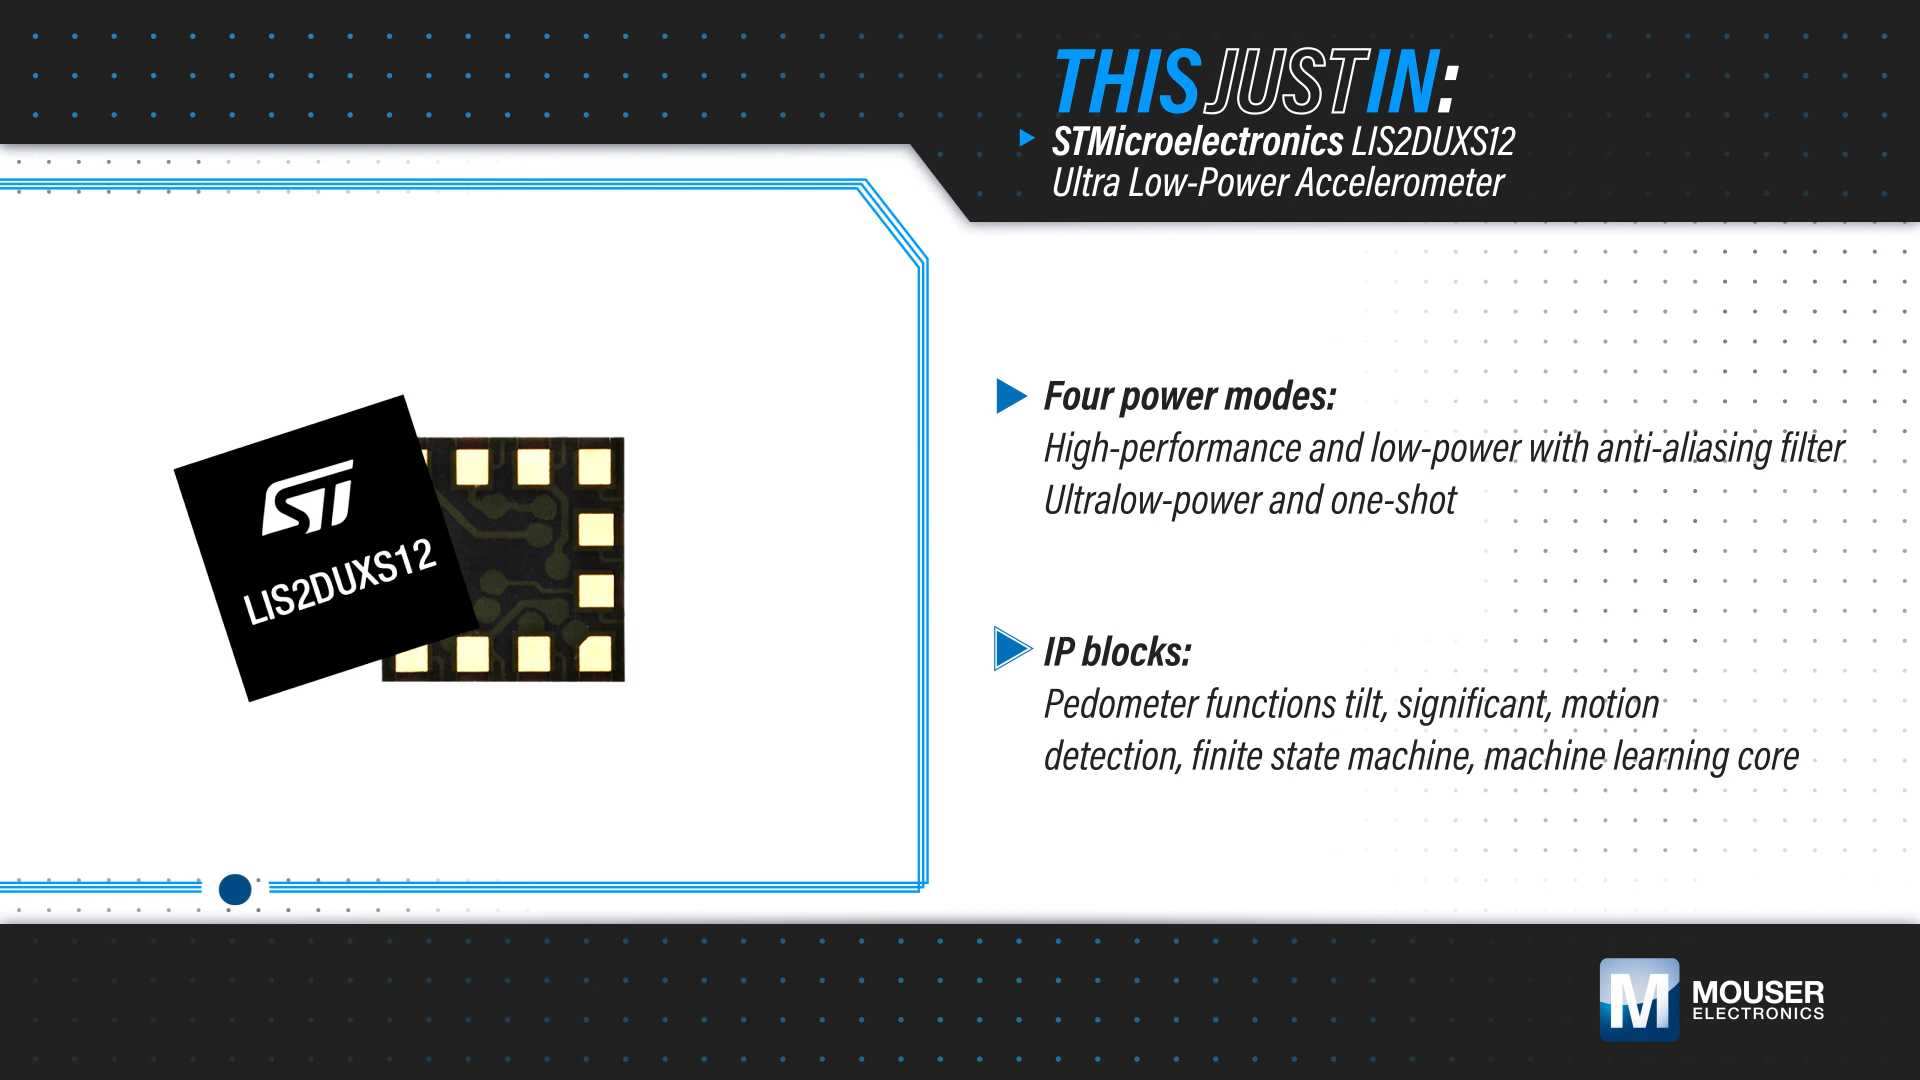 THIS JUST IN:
STMicroelectronics LIS2DUXS12
Ultra Low-Power Accelerometer
ST
LIS2DUXS12
Four power modes:
High-performance and low-power with anti-aliasing filter
Ultralow-power and one-shot
IP blocks:
Pedometer functions tilt, significant, motion
detection, finite state machine, machine learning core
M
MOUSER
ELECTRONICS